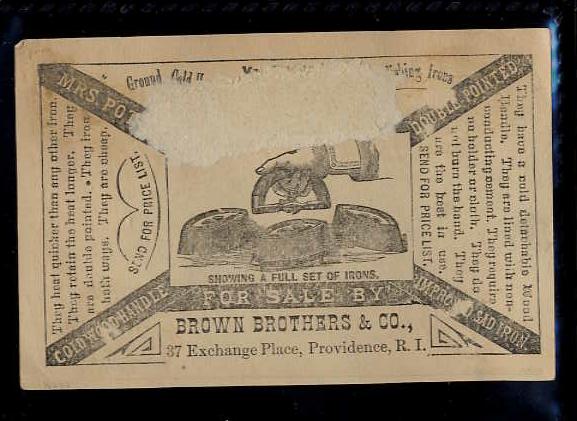 Ground
MRS. POT
DOUBLE POINTED
They heat quicker than any other iron.
They retain the heat longer. They
are double pointed. They iron
both ways. They are cheap.
SEND FOR PRICE LIST.
They have a cold detachable Wood
Handle. They are lined with non-
conducting cement. They require
no holder or cloth. They do
not burn the hand. They
are the best in use.
SEND FOR PRICE LIST.
SHOWING A FULL SET OF IRONS.
COLD WOOD HANDLE
FOR SALE BY
SAD IRON.
BROWN BROTHERS & CO.,
37 Exchange Place, Providence, R. I.